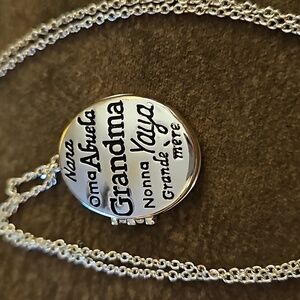 Nana
Oma
Abuela
Grandma
Nonna
Yaya
Grande
mère